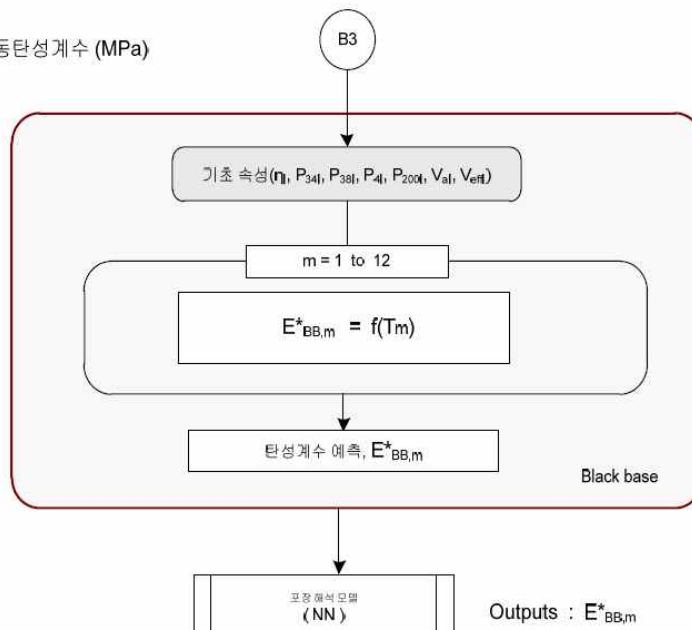 동탄성계수 (MPa)
B3
기초 속성(η, P34, P38, P4, P200, Va, Veff)
m = 1 to 12
E*BB,m = f(Tm)
탄성계수 예측, E*BB,m
Black base
포장 해석 모델
( NN )
Outputs : E*BB,m